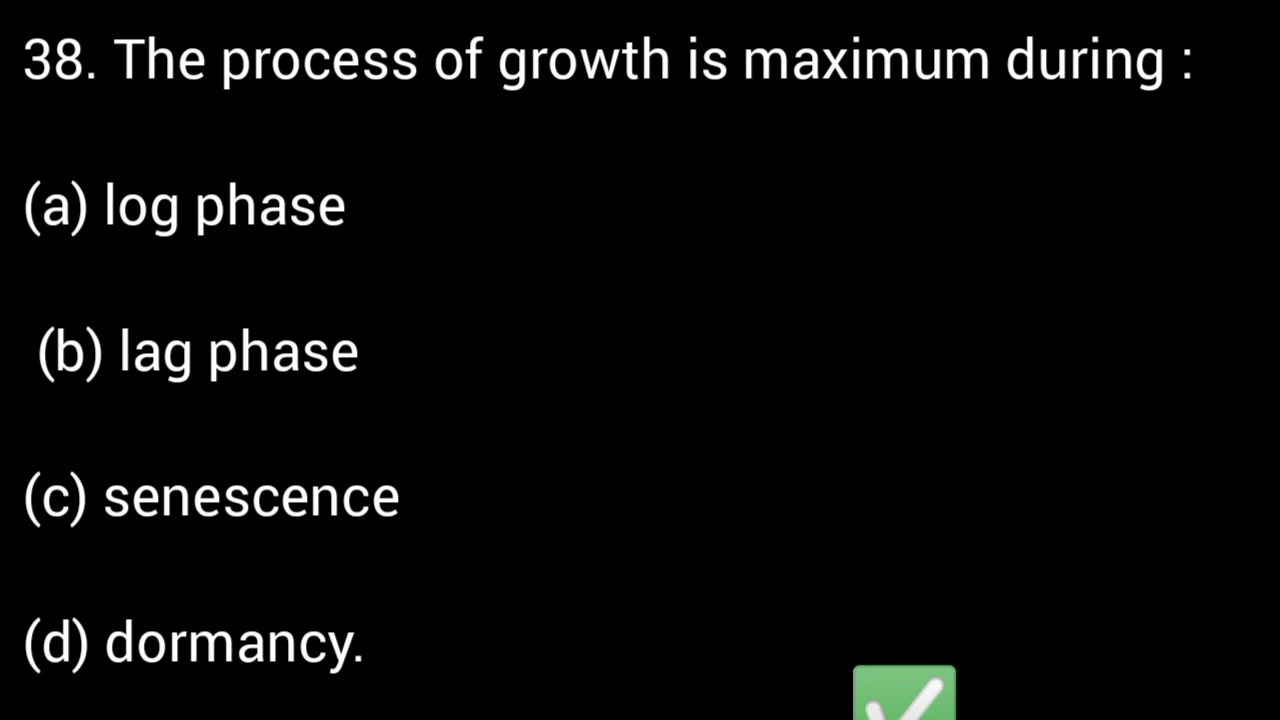 38. The process of growth is maximum during :
(a) log phase
(b) lag phase
(c) senescence
(d) dormancy.